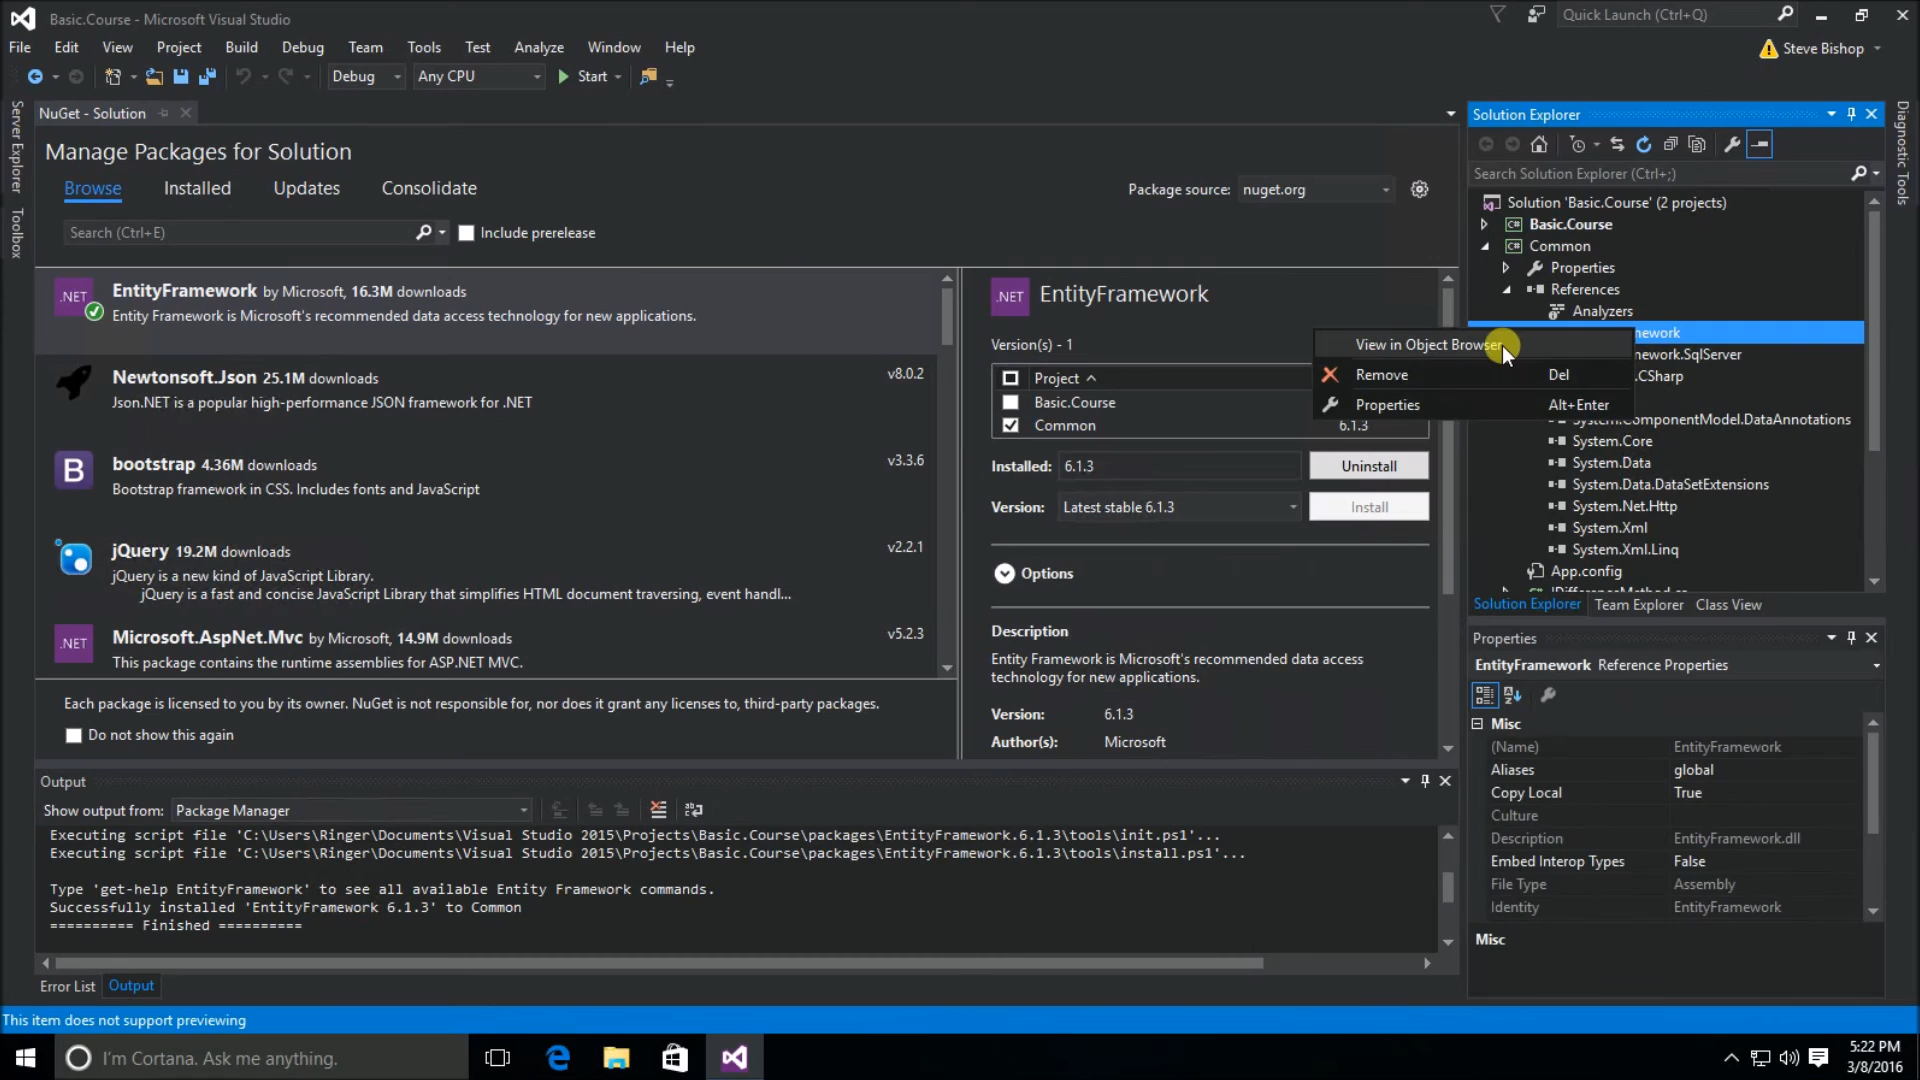 Basic.Course - Microsoft Visual Studio
Quick Launch (Ctrl+Q)
File Edit View Project Build Debug Team Tools Test Analyze Window Help
Steve Bishop
Debug Any CPU Start
Server Explorer
Toolbox
NuGet - Solution
Manage Packages for Solution
Browse Installed Updates Consolidate
Package source: nuget.org
Search (Ctrl+E)
Include prerelease
.NET
EntityFramework by Microsoft, 16.3M downloads
Entity Framework is Microsoft's recommended data access technology for new applications.
Newtonsoft.Json 25.1M downloads
v8.0.2
Json.NET is a popular high-performance JSON framework for .NET
B
bootstrap 4.36M downloads
v3.3.6
Bootstrap framework in CSS. Includes fonts and JavaScript
jQuery 19.2M downloads
v2.2.1
jQuery is a new kind of JavaScript Library.
jQuery is a fast and concise JavaScript Library that simplifies HTML document traversing, event handl...
.NET
Microsoft.AspNet.Mvc by Microsoft, 14.9M downloads
v5.2.3
This package contains the runtime assemblies for ASP.NET MVC.
Each package is licensed to you by its owner. NuGet is not responsible, nor does it grant any licenses to, third-party packages.
Do not show this again
.NET
EntityFramework
Version(s) - 1
Project
Basic.Course
Common 6.1.3
Installed: 6.1.3 Uninstall
Version: Latest stable 6.1.3 Install
Options
Description
Entity Framework is Microsoft's recommended data access
technology for new applications.
Version: 6.1.3
Author(s): Microsoft
View in Object Browser
Remove Del
Properties Alt+Enter
Solution Explorer
Search Solution Explorer (Ctrl+;)
Solution 'Basic.Course' (2 projects)
C# Basic.Course
C# Common
Properties
References
Analyzers
ework
ework.SqlServer
.CSharp
System.ComponentModel.DataAnnotations
System.Core
System.Data
System.Data.DataSetExtensions
System.Net.Http
System.Xml
System.Xml.Linq
App.config
Solution Explorer Team Explorer Class View
Diagnostic Tools
Properties
EntityFramework Reference Properties
Misc
(Name) EntityFramework
Aliases global
Copy Local True
Culture
Description EntityFramework.dll
Embed Interop Types False
File Type Assembly
Identity EntityFramework
Misc
Output
Show output from: Package Manager
Executing script file 'C:\Users\Ringer\Documents\Visual Studio 2015\Projects\Basic.Course\packages\EntityFramework.6.1.3\tools\init.ps1'...
Executing script file 'C:\Users\Ringer\Documents\Visual Studio 2015\Projects\Basic.Course\packages\EntityFramework.6.1.3\tools\install.ps1'...
Type 'get-help EntityFramework' to see all available Entity Framework commands.
Successfully installed 'EntityFramework 6.1.3' to Common
========== Finished ==========
Error List Output
This item does not support previewing
I'm Cortana. Ask me anything.
5:22 PM
3/8/2016